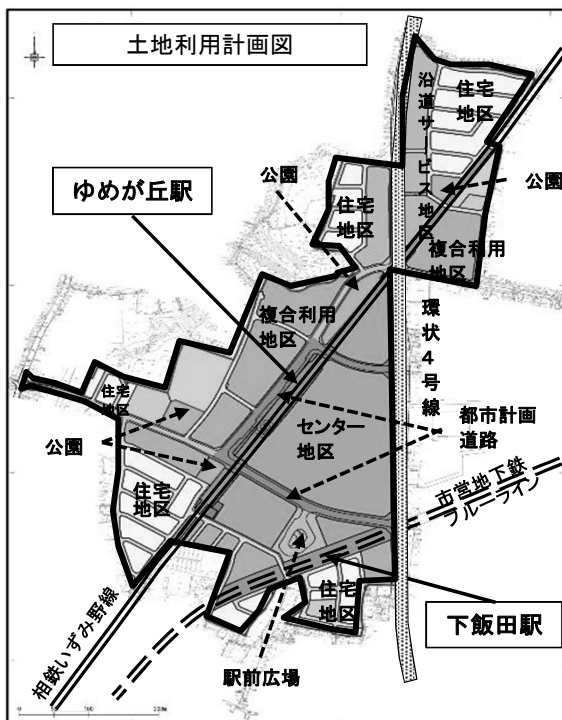 土地利用計画図
住宅
地区
沿道サービス地区
公園
公園
ゆめが丘駅
住宅
地区
複合利用
地区
複合利用
地区
環状4号線
住宅
地区
センター
地区
都市計画
道路
公園
住宅
地区
市営地下鉄
ブルーライン
住宅
地区
下飯田駅
相鉄いずみ野線
駅前広場